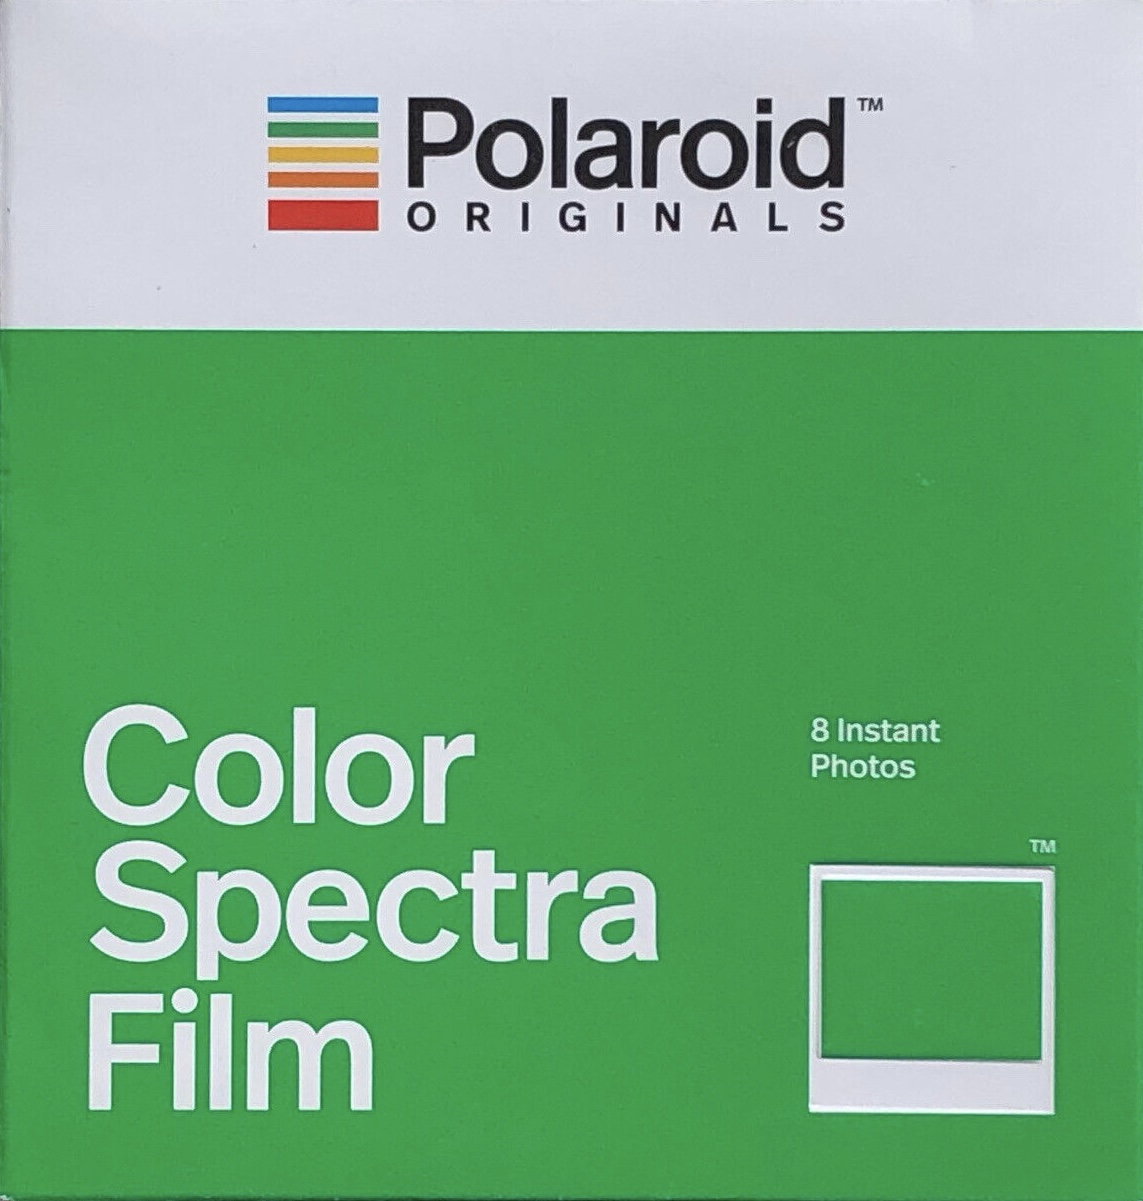 Polaroid™
ORIGINALS
Color
Spectra
Film
8 Instant
Photos
™